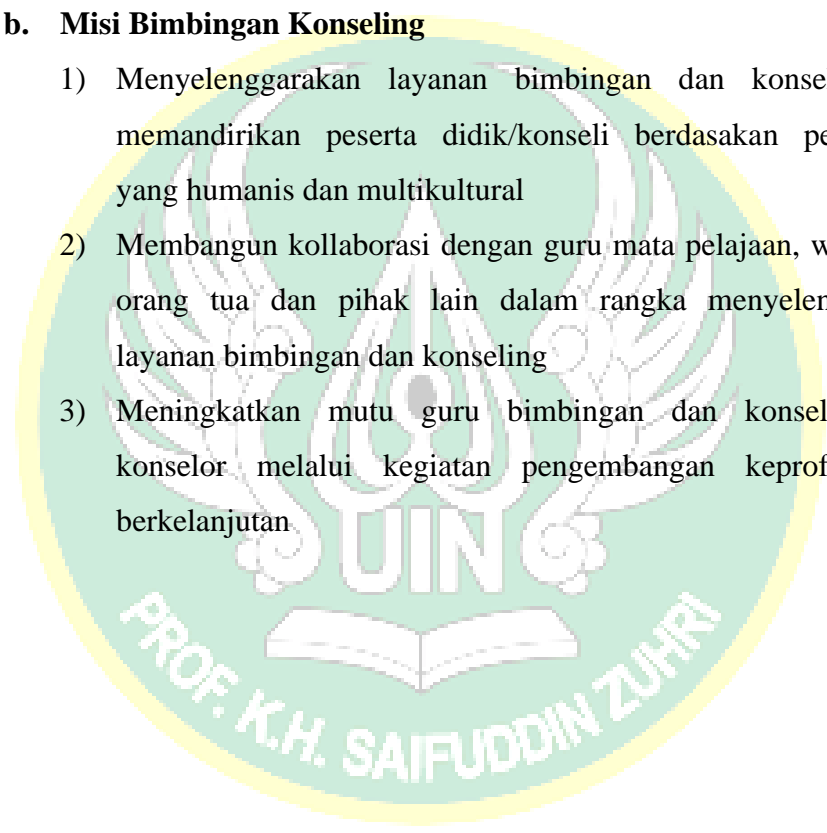 b. Misi Bimbingan Konseling
1) Menyelenggarakan layanan bimbingan dan konsel
memandirikan peserta didik/konseli berdasakan pe
yang humanis dan multikultural
2) Membangun kollaborasi dengan guru mata pelajaan, w
orang tua dan pihak lain dalam rangka menyelen
layanan bimbingan dan konseling
3) Meningkatkan mutu guru bimbingan dan konsel
konselor melalui kegiatan pengembangan keprof
berkelanjutan
UIN
PROF. K.H. SAIFUDDIN ZUHRI